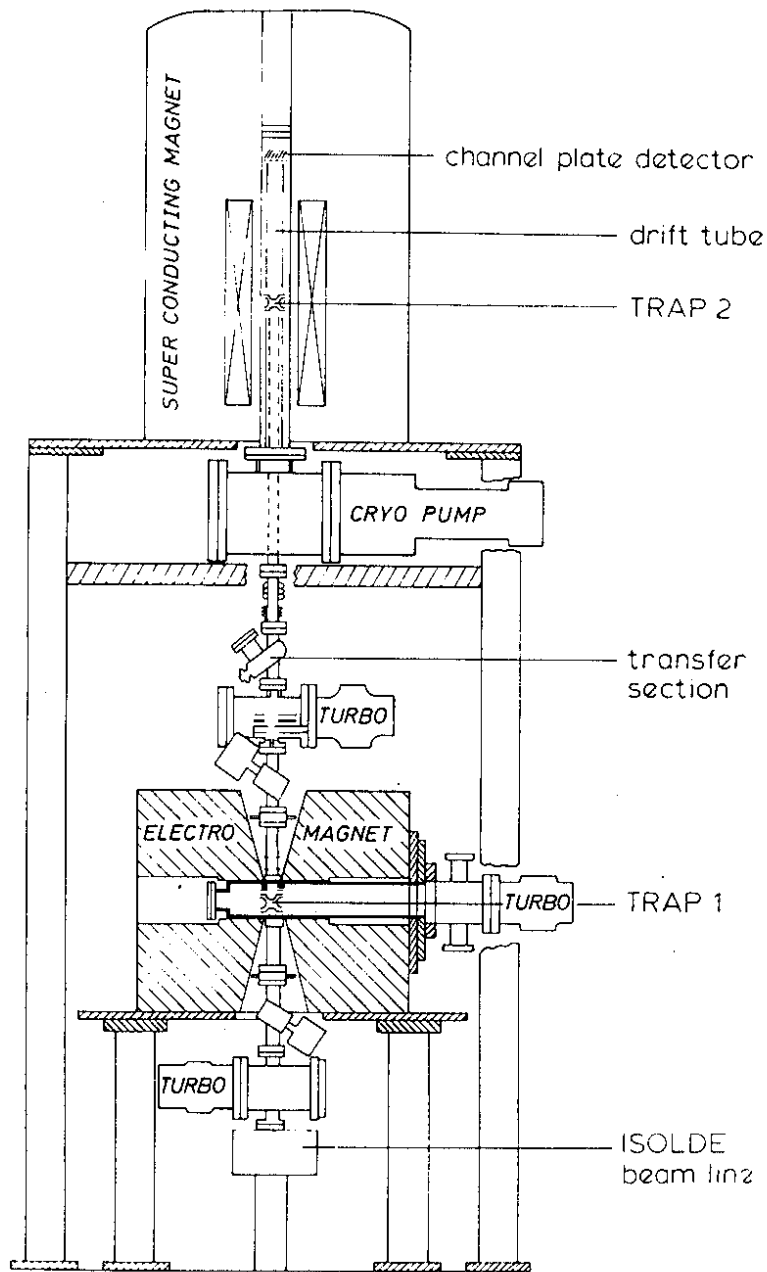 SUPER CONDUCTING MAGNET
channel plate detector
drift tube
TRAP 2
CRYO PUMP
transfer
section
TURBO
ELECTRO MAGNET
TURBO
TRAP 1
TURBO
ISOLDE
beam line